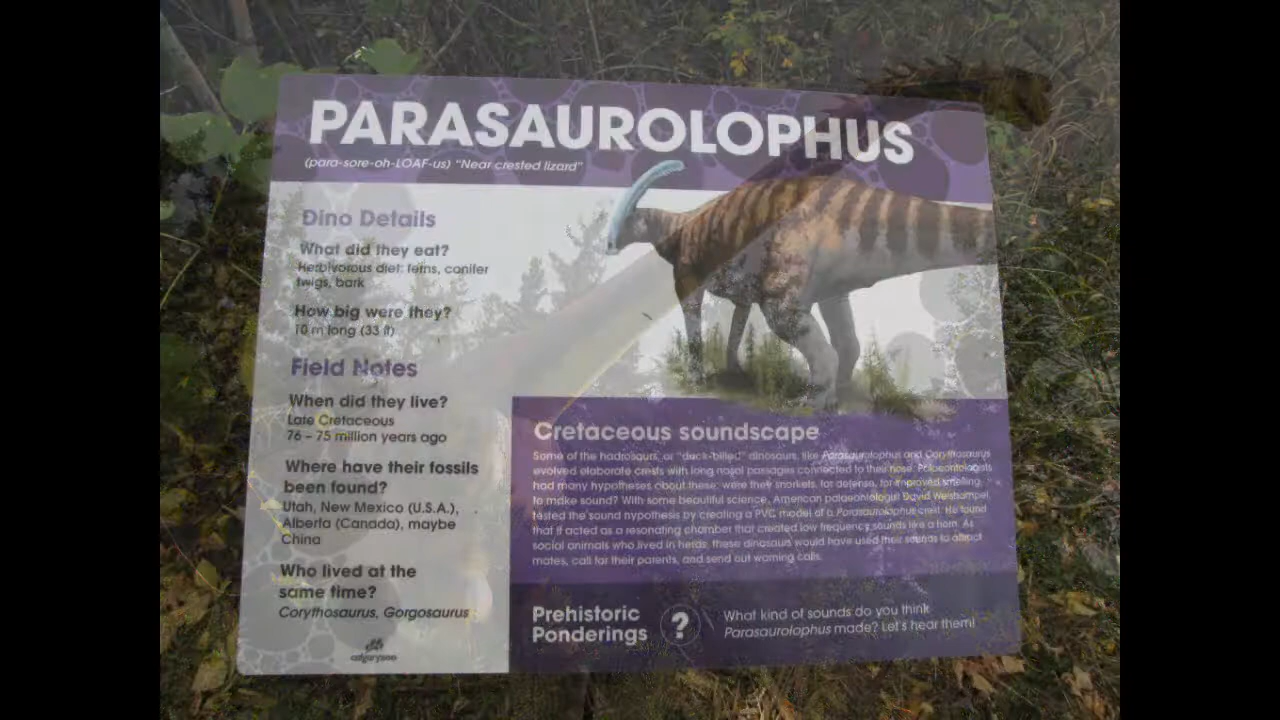 PARASAUROLOPHUS
(para-sore-oh-LOAF-us) "Near crested lizard"
Dino Details
What did they eat?
Herbivorous diet: ferns, conifer
twigs, bark
How big were they?
10 m long (33 ft)
Field Notes
When did they live?
Late Cretaceous
76 – 75 million years ago
Where have their fossils
been found?
Utah, New Mexico (U.S.A.),
Alberta (Canada), maybe
China
Who lived at the
same time?
Corythosaurus, Gorgosaurus
calgaryzoo
Cretaceous soundscape
Some of the hadrosaurs, or "duck-billed" dinosaurs, like Parasaurolophus and Corythosaurus
evolved elaborate crests with long nasal passages connected to their nose. Palaeontologists
had many hypotheses about these: were they snorkels, for defense, for improved smelling,
to make sound? With some beautiful science, American palaeontologist David Weishampel
tested the sound hypothesis by creating a PVC model of a Parasaurolophus crest. He found
that it acted as a resonating chamber that created low frequency sounds like a horn. As
social animals who lived in herds, these dinosaurs would have used their sounds to attract
mates, call for their parents, and send out warning calls.
Prehistoric
Ponderings
?
What kind of sounds do you think
Parasaurolophus made? Let's hear them!